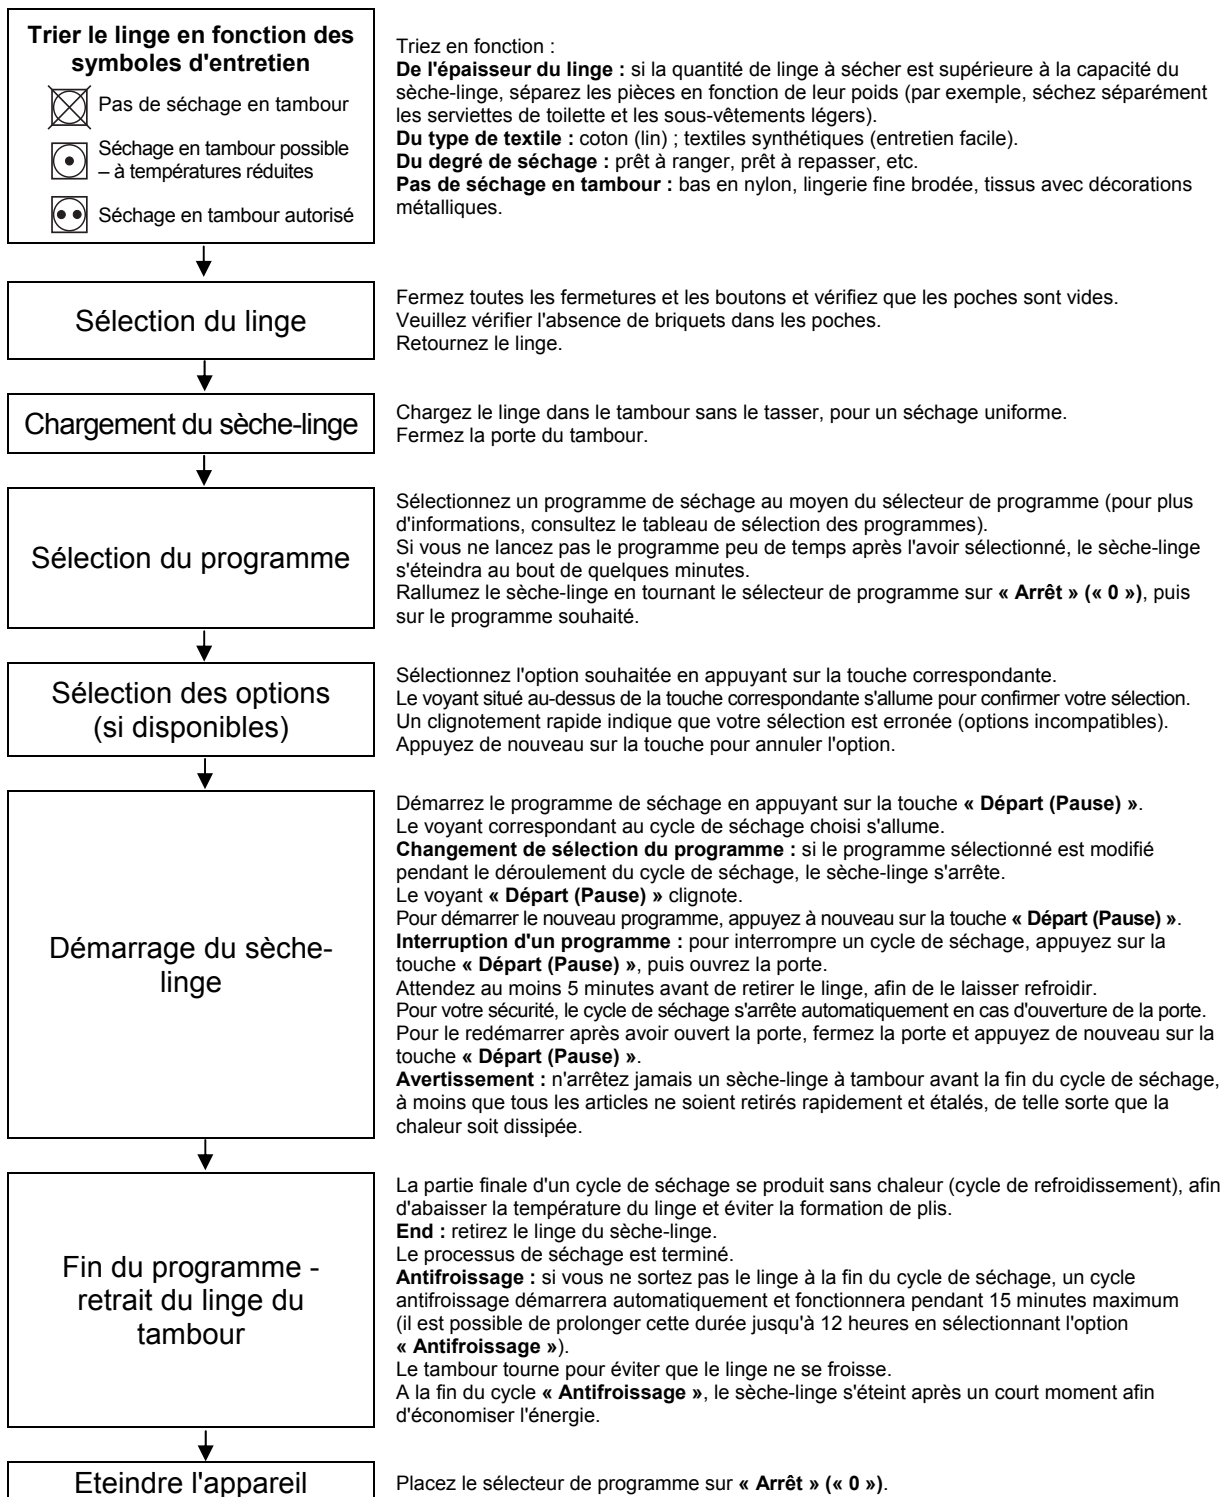 Trier le linge en fonction des
symboles d'entretien
Pas de séchage en tambour
Séchage en tambour possible
– à températures réduites
Séchage en tambour autorisé
Triez en fonction :
De l'épaisseur du linge : si la quantité de linge à sécher est supérieure à la capacité du
sèche-linge, séparez les pièces en fonction de leur poids (par exemple, séchez séparément
les serviettes de toilette et les sous-vêtements légers).
Du type de textile : coton (lin) ; textiles synthétiques (entretien facile).
Du degré de séchage : prêt à ranger, prêt à repasser, etc.
Pas de séchage en tambour : bas en nylon, lingerie fine brodée, tissus avec décorations
métalliques.
Sélection du linge
Fermez toutes les fermetures et les boutons et vérifiez que les poches sont vides.
Veuillez vérifier l'absence de briquets dans les poches.
Retournez le linge.
Chargement du sèche-linge
Chargez le linge dans le tambour sans le tasser, pour un séchage uniforme.
Fermez la porte du tambour.
Sélection du programme
Sélectionnez un programme de séchage au moyen du sélecteur de programme (pour plus
d'informations, consultez le tableau de sélection des programmes).
Si vous ne lancez pas le programme peu de temps après l'avoir sélectionné, le sèche-linge
s'éteindra au bout de quelques minutes.
Rallumez le sèche-linge en tournant le sélecteur de programme sur « Arrêt » (« 0 »), puis
sur le programme souhaité.
Sélection des options
(si disponibles)
Sélectionnez l'option souhaitée en appuyant sur la touche correspondante.
Le voyant situé au-dessus de la touche correspondante s'allume pour confirmer votre sélection.
Un clignotement rapide indique que votre sélection est erronée (options incompatibles).
Appuyez de nouveau sur la touche pour annuler l'option.
Démarrage du sèche-
linge
Démarrez le programme de séchage en appuyant sur la touche « Départ (Pause) ».
Le voyant correspondant au cycle de séchage choisi s'allume.
Changement de sélection du programme : si le programme sélectionné est modifié
pendant le déroulement du cycle de séchage, le sèche-linge s'arrête.
Le voyant « Départ (Pause) » clignote.
Pour démarrer le nouveau programme, appuyez à nouveau sur la touche « Départ (Pause) ».
Interruption d'un programme : pour interrompre un cycle de séchage, appuyez sur la
touche « Départ (Pause) », puis ouvrez la porte.
Attendez au moins 5 minutes avant de retirer le linge, afin de le laisser refroidir.
Pour votre sécurité, le cycle de séchage s'arrête automatiquement en cas d'ouverture de la porte.
Pour le redémarrer après avoir ouvert la porte, fermez la porte et appuyez de nouveau sur la
touche « Départ (Pause) ».
Avertissement : n'arrêtez jamais un sèche-linge à tambour avant la fin du cycle de séchage,
à moins que tous les articles ne soient retirés rapidement et étalés, de telle sorte que la
chaleur soit dissipée.
Fin du programme -
retrait du linge du
tambour
La partie finale d'un cycle de séchage se produit sans chaleur (cycle de refroidissement), afin
d'abaisser la température du linge et éviter la formation de plis.
End : retirez le linge du sèche-linge.
Le processus de séchage est terminé.
Antifroissage : si vous ne sortez pas le linge à la fin du cycle de séchage, un cycle
antifroissage démarrera automatiquement et fonctionnera pendant 15 minutes maximum
(il est possible de prolonger cette durée jusqu'à 12 heures en sélectionnant l'option
« Antifroissage »).
Le tambour tourne pour éviter que le linge ne se froisse.
A la fin du cycle « Antifroissage », le sèche-linge s'éteint après un court moment afin
d'économiser l'énergie.
Eteindre l'appareil
Placez le sélecteur de programme sur « Arrêt » (« 0 »).